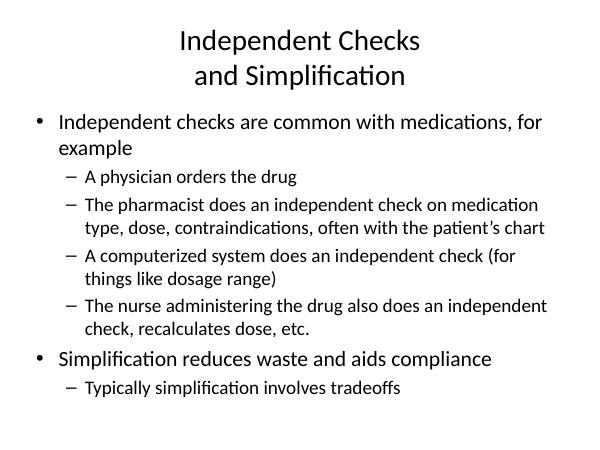 Independent Checks
and Simplification
• Independent checks are common with medications, for
example
– A physician orders the drug
– The pharmacist does an independent check on medication
type, dose, contraindications, often with the patient’s chart
– A computerized system does an independent check (for
things like dosage range)
– The nurse administering the drug also does an independent
check, recalculates dose, etc.
• Simplification reduces waste and aids compliance
– Typically simplification involves tradeoffs